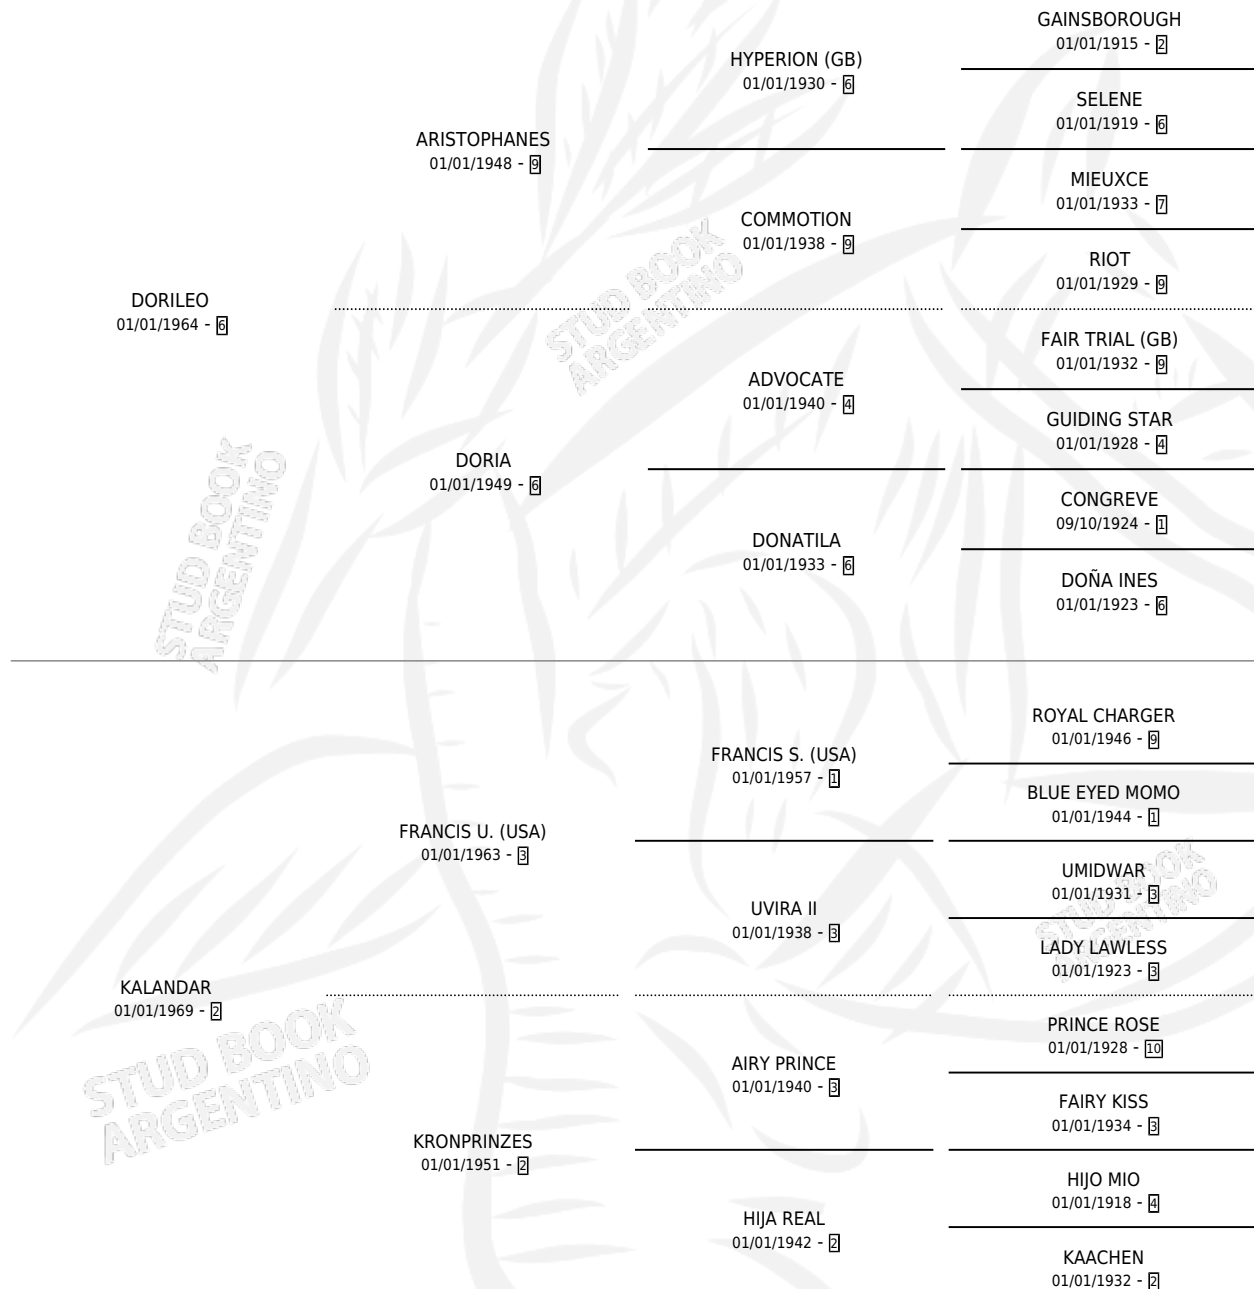 GAINSBOROUGH
01/01/1915 - 2
HYPERION (GB)
01/01/1930 - 6
SELENE
01/01/1919 - 6
ARISTOPHANES
01/01/1948 - 9
MIEUXCE
01/01/1933 - 7
COMMOTION
01/01/1938 - 9
RIOT
01/01/1929 - 9
DORILEO
01/01/1964 - 6
FAIR TRIAL (GB)
01/01/1932 - 9
ADVOCATE
01/01/1940 - 4
GUIDING STAR
01/01/1928 - 4
DORIA
01/01/1949 - 6
CONGREVE
09/10/1924 - 1
DONATILA
01/01/1933 - 6
DOÑA INES
01/01/1923 - 6
ROYAL CHARGER
01/01/1946 - 9
FRANCIS S. (USA)
01/01/1957 - 1
BLUE EYED MOMO
01/01/1944 - 1
FRANCIS U. (USA)
01/01/1963 - 3
UMIDWAR
01/01/1931 - 3
UVIRA II
01/01/1938 - 3
LADY LAWLESS
01/01/1923 - 3
KALANDAR
01/01/1969 - 2
PRINCE ROSE
01/01/1928 - 10
AIRY PRINCE
01/01/1940 - 3
FAIRY KISS
01/01/1934 - 3
KRONPRINZES
01/01/1951 - 2
HIJO MIO
01/01/1918 - 4
HIJA REAL
01/01/1942 - 2
KAACHEN
01/01/1932 - 2
STUD BOOK
ARGENTINO
STUD BOOK
ARGENTINO
STUD BOOK
ARGENTINO
STUD BOOK
ARGENTINO